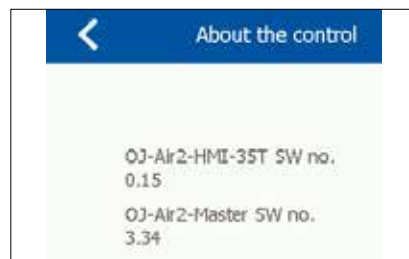 About the control
OJ-Air2-HMI-35T SW no.
0.15
OJ-Air2-Master SW no.
3.34